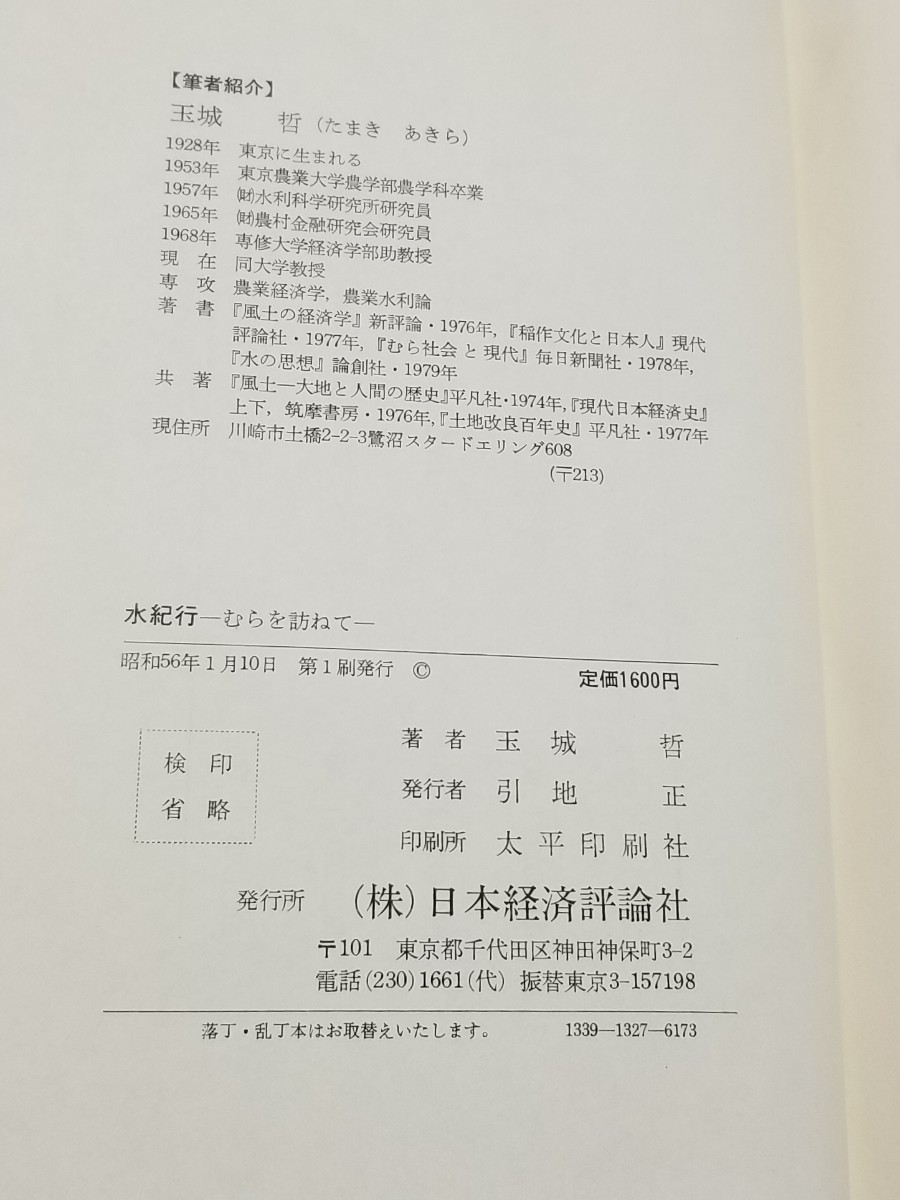 【筆者紹介】
玉城　哲（たまき　あきら）
1928年　東京に生まれる
1953年　東京農業大学農学部農学科卒業
1957年　㈶水利科学研究所研究員
1965年　㈶農村金融研究会研究員
1968年　専修大学経済学部助教授
現　在　同大学教授
専　攻　農業経済学，農業水利論
著　書　『風土の経済学』新評論・1976年，『稲作文化と日本人』現代
評論社・1977年，『むら社会と現代』毎日新聞社・1978年，
『水の思想』論創社・1979年
共　著　『風土―大地と人間の歴史』平凡社・1974年，『現代日本経済史』
上下，筑摩書房・1976年，『土地改良百年史』平凡社・1977年
現住所　川崎市土橋2-2-3鷺沼スタードエリング608
（〒213）
水紀行―むらを訪ねて―
昭和56年1月10日　第1刷発行　©
定価1600円
検　印
省　略
著　者　玉　城　哲
発行者　引　地　正
印刷所　太平印刷社
発行所　（株）日本経済評論社
〒101　東京都千代田区神田神保町3-2
電話（230）1661（代）振替東京3-157198
落丁・乱丁本はお取替えいたします。　1339―1327―6173